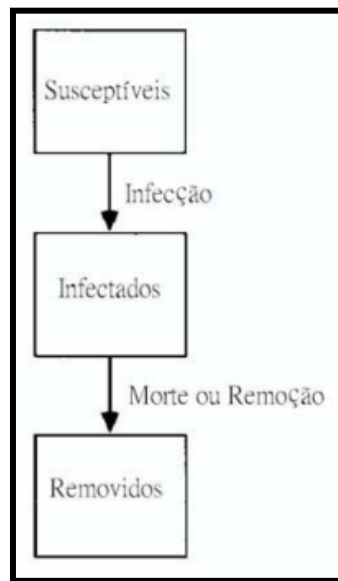 Susceptíveis
Infecção
Infectados
Morte ou Remoção
Removidos